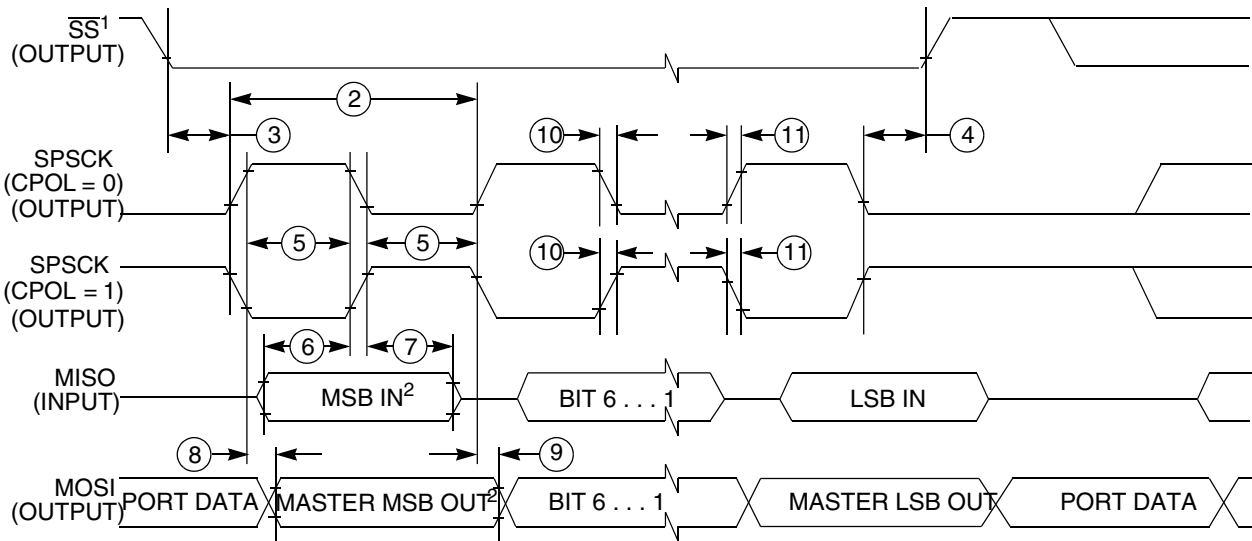 SS¹
(OUTPUT)
2
3
10
11
4
SPSCK
(CPOL = 0)
(OUTPUT)
5
5
10
11
SPSCK
(CPOL = 1)
(OUTPUT)
6
7
MISO
(INPUT)
MSB IN²
BIT 6 . . . 1
LSB IN
8
9
MOSI
(OUTPUT)
PORT DATA
MASTER MSB OUT²
BIT 6 . . . 1
MASTER LSB OUT
PORT DATA